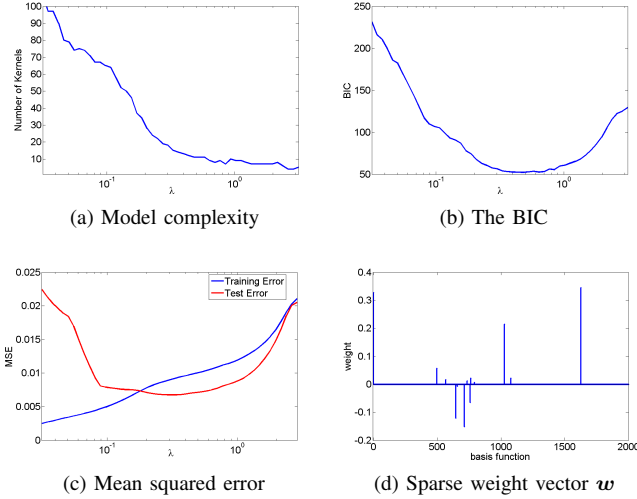 100
90
80
70
60
50
40
30
20
10
Number of Kernels
10⁻¹
10⁰
λ
(a) Model complexity
250
200
150
100
50
BIC
10⁻¹
10⁰
λ
(b) The BIC
0.025
0.02
0.015
0.01
0.005
0
MSE
Training Error
Test Error
10⁻¹
10⁰
λ
(c) Mean squared error
0.4
0.3
0.2
0.1
0
-0.1
-0.2
weight
0
500
1000
1500
2000
basis function
(d) Sparse weight vector w